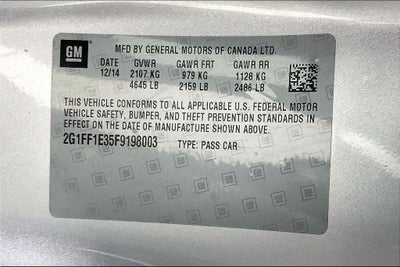 GM
MFD BY GENERAL MOTORS OF CANADA LTD.
DATE GVWR GAWR FRT GAWR RR
12/14 2107 KG 979 KG 1128 KG
4645 LB 2159 LB 2486 LB
THIS VEHICLE CONFORMS TO ALL APPLICABLE U.S. FEDERAL MOTOR
VEHICLE SAFETY, BUMPER, AND THEFT PREVENTION STANDARDS IN
EFFECT ON THE DATE OF MANUFACTURE SHOWN ABOVE.
2G1FF1E35F9198003 TYPE: PASS CAR